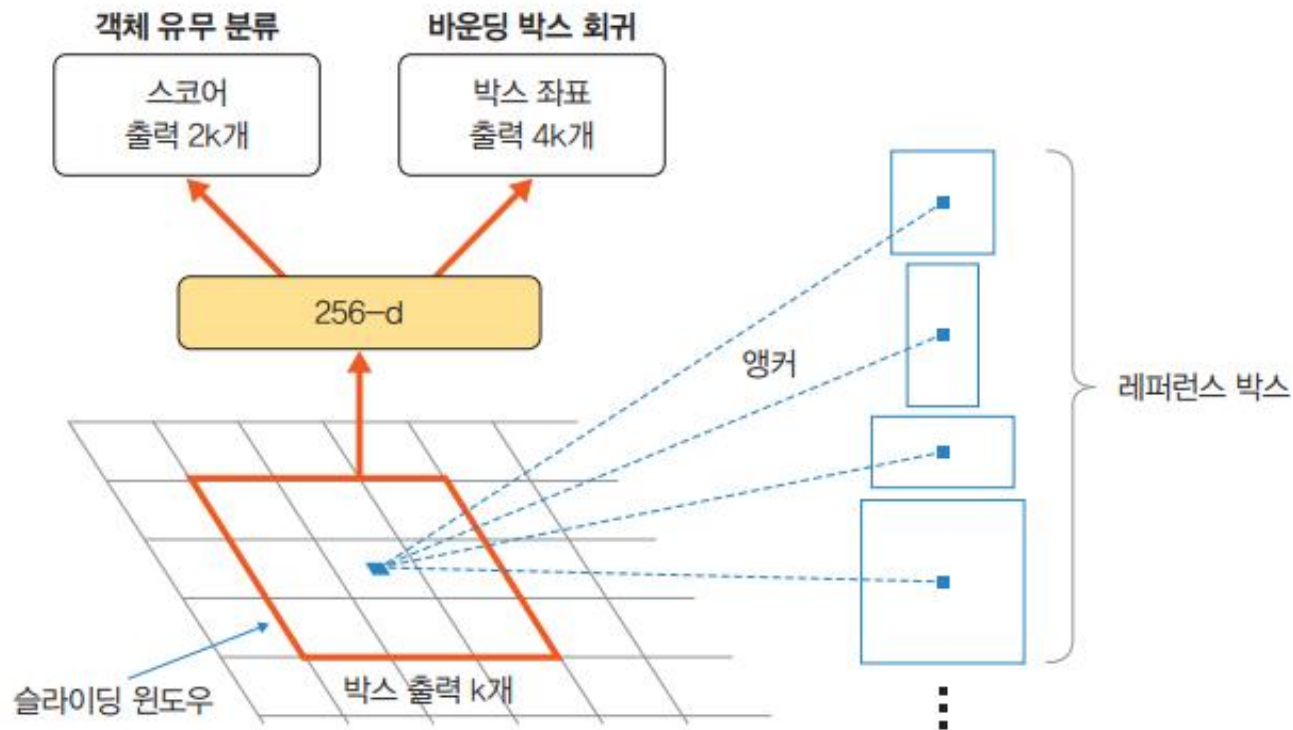 객체 유무 분류
바운딩 박스 회귀
스코어
출력 2k개
박스 좌표
출력 4k개
256-d
앵커
레퍼런스 박스
슬라이딩 윈도우
박스 출력 k개